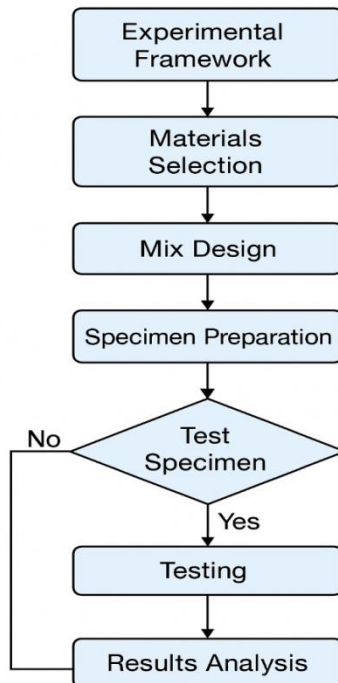 Experimental
Framework
Materials
Selection
Mix Design
Specimen Preparation
No
Test
Specimen
Yes
Testing
Results Analysis